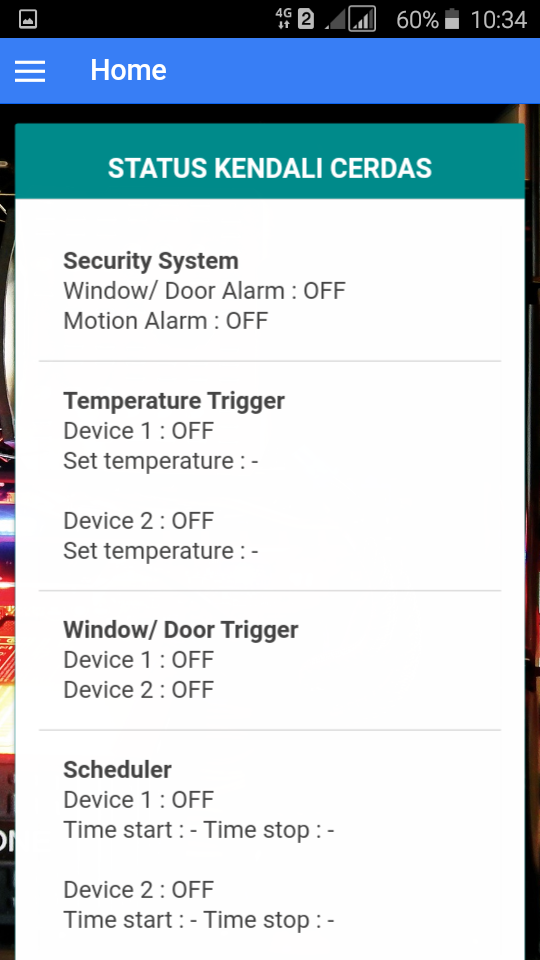 4G 2 60% 10:34
Home
STATUS KENDALI CERDAS
Security System
Window/ Door Alarm : OFF
Motion Alarm : OFF
Temperature Trigger
Device 1 : OFF
Set temperature : -
Device 2 : OFF
Set temperature : -
Window/ Door Trigger
Device 1 : OFF
Device 2 : OFF
Scheduler
Device 1 : OFF
Time start : - Time stop : -
Device 2 : OFF
Time start : - Time stop : -